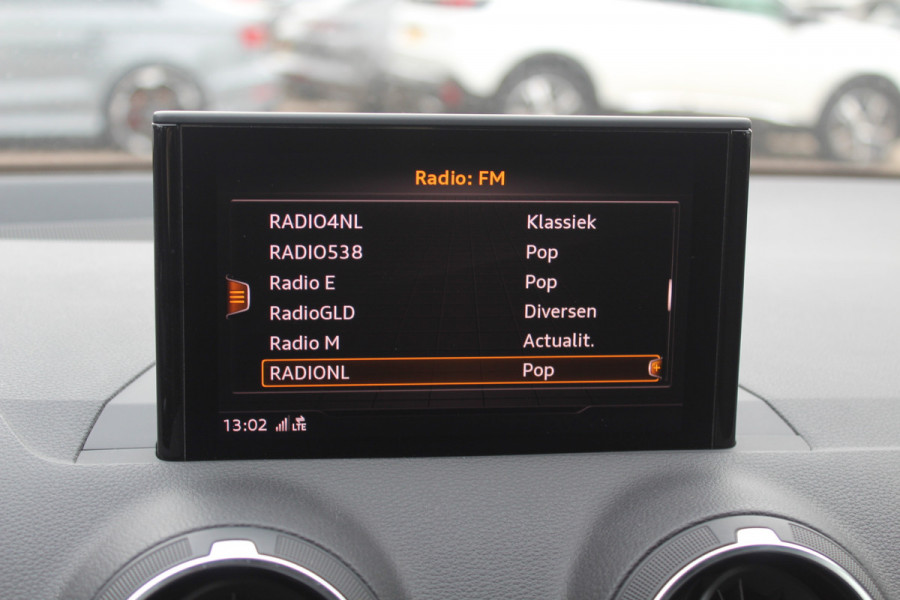 Radio: FM
RADIO4NL Klassiek
RADIO538 Pop
Radio E Pop
RadioGLD Diversen
Radio M Actualit.
RADIONL Pop
13:02 LTE